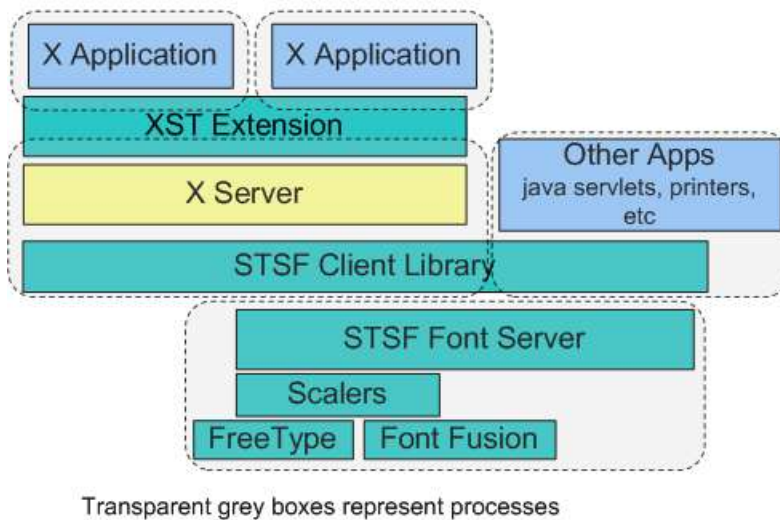 X Application
X Application
XST Extension
Other Apps
java servlets, printers,
etc
X Server
STSF Client Library
STSF Font Server
Scalers
FreeType
Font Fusion
Transparent grey boxes represent processes